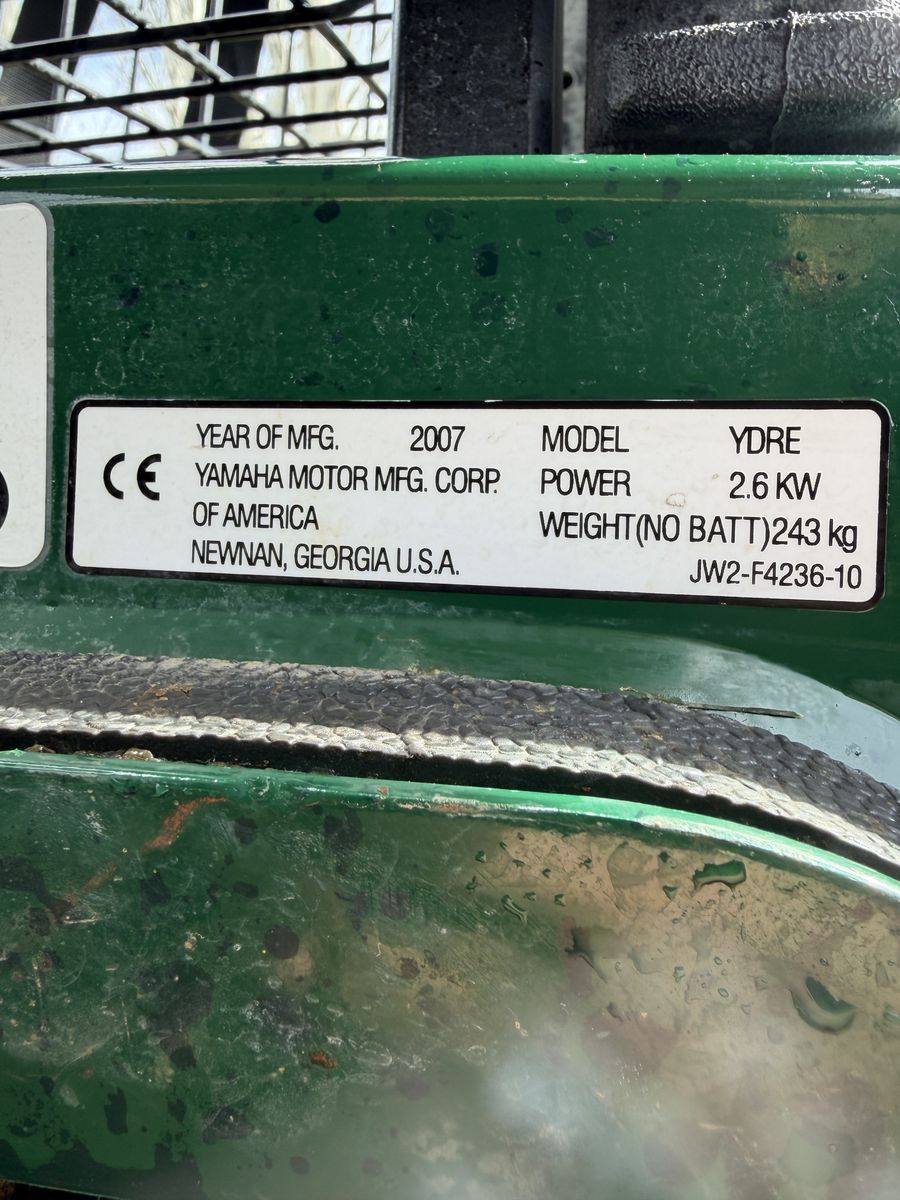 CE
YEAR OF MFG. 2007
YAMAHA MOTOR MFG. CORP.
OF AMERICA
NEWNAN, GEORGIA U.S.A.
MODEL YDRE
POWER 2.6 KW
WEIGHT(NO BATT)243 kg
JW2-F4236-10